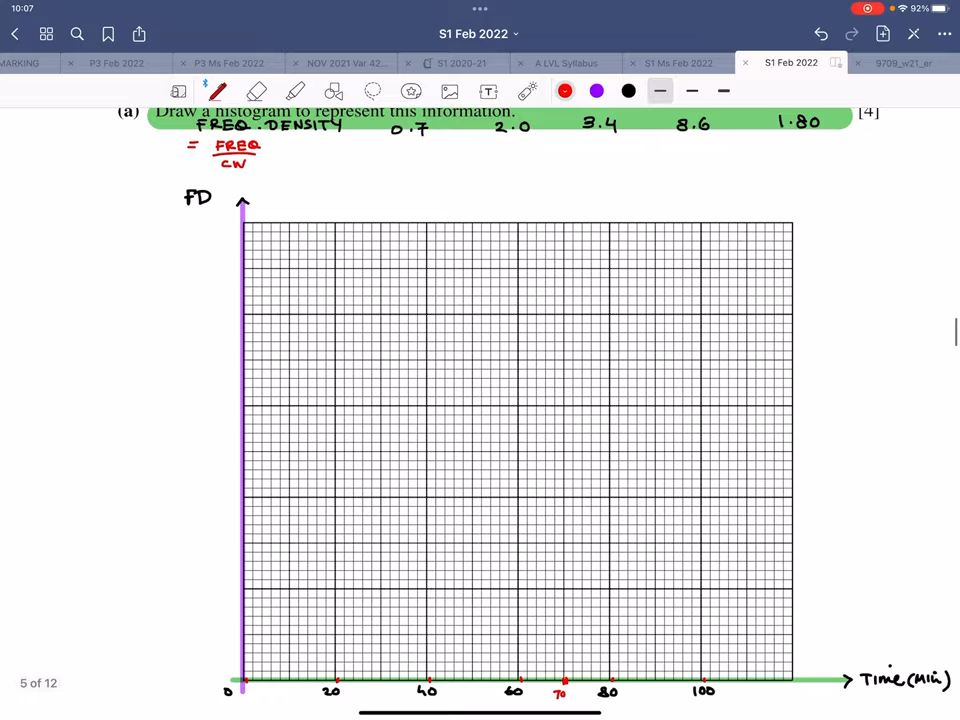 10:07
92%
S1 Feb 2022
MARKING
P3 Feb 2022
P3 Ms Feb 2022
NOV 2021 Var 42...
S1 2020-21
A LVL Syllabus
S1 Ms Feb 2022
S1 Feb 2022
9709_w21_er
(a) Draw a histogram to represent this information. [4]
FREQ. DENSITY 0.7 2.0 3.4 8.6 1.80
= FREQ
CW
FD
0 20 40 60 70 80 100 Time (Min)
5 of 12